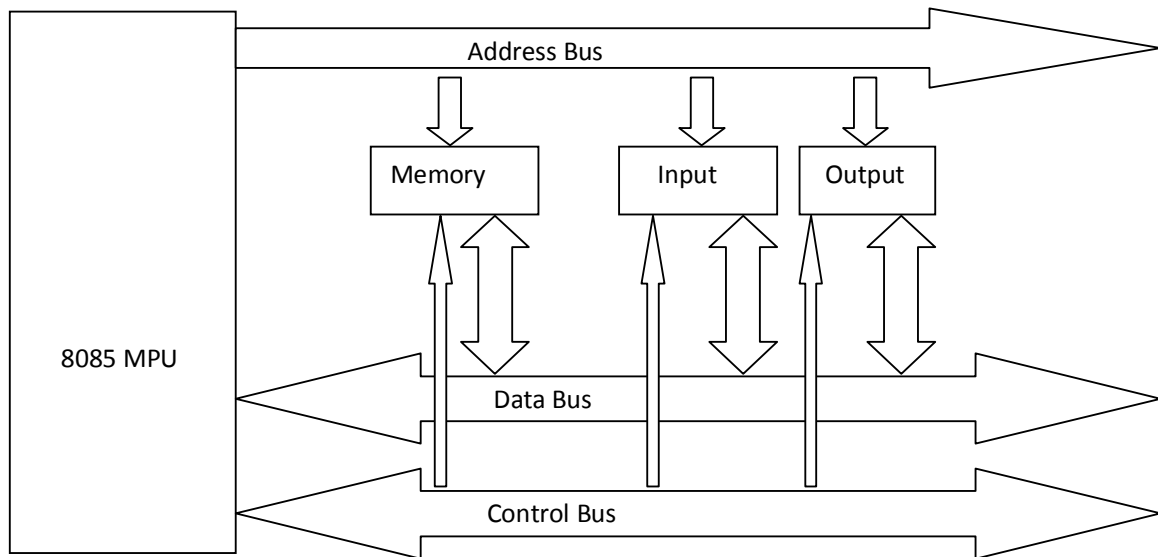 Address Bus
Memory
Input
Output
8085 MPU
Data Bus
Control Bus